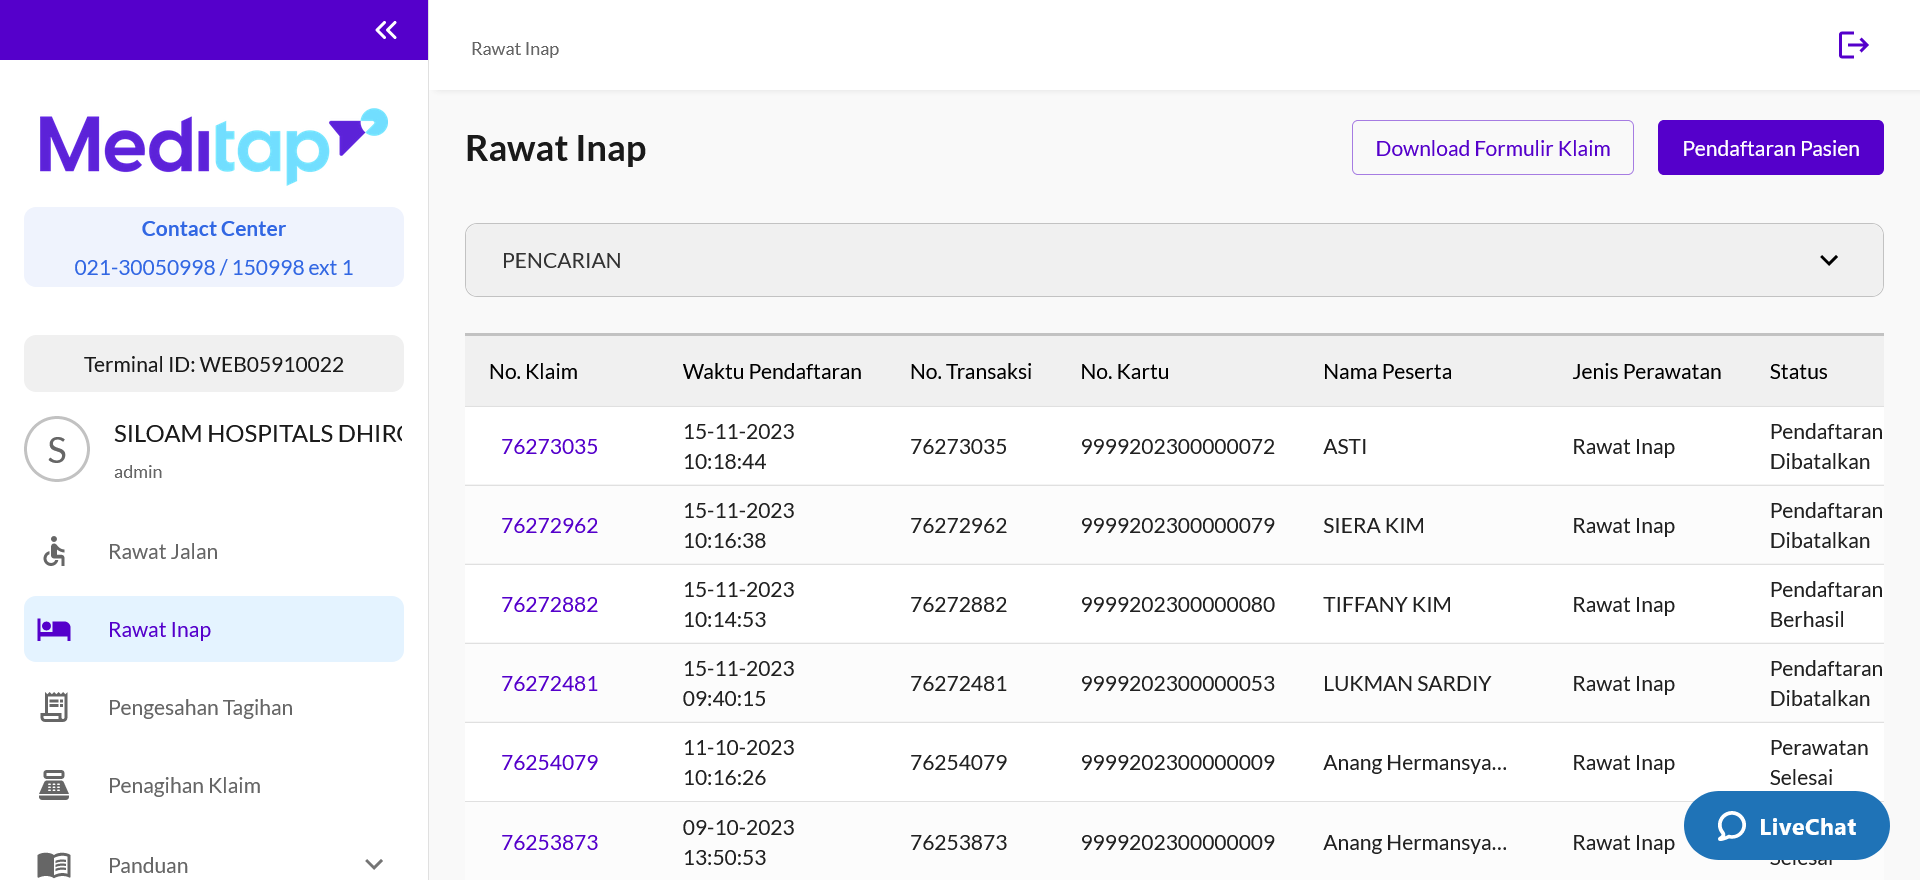 Rawat Inap
Meditap
Contact Center
021-30050998 / 150998 ext 1
Terminal ID: WEB05910022
S
SILOAM HOSPITALS
admin
Rawat Jalan
Rawat Inap
Pengesahan Tagihan
Penagihan Klaim
Panduan
Rawat Inap
Download Formulir Klaim
Pendaftaran Pasien
PENCARIAN
No. Klaim Waktu Pendaftaran No. Transaksi No. Kartu Nama Peserta Jenis Perawatan Status
76273035 15-11-2023 10:18:44 76273035 9999202300000072 ASTI Rawat Inap Pendaftaran Dibatalkan
76272962 15-11-2023 10:16:38 76272962 9999202300000079 SIERA KIM Rawat Inap Pendaftaran Dibatalkan
76272882 15-11-2023 10:14:53 76272882 9999202300000080 TIFFANY KIM Rawat Inap Pendaftaran Berhasil
76272481 15-11-2023 09:40:15 76272481 9999202300000053 LUKMAN SARDIY Rawat Inap Pendaftaran Dibatalkan
76254079 11-10-2023 10:16:26 76254079 9999202300000009 Anang Hermansya... Rawat Inap Perawatan Selesai
76253873 09-10-2023 13:50:53 76253873 9999202300000009 Anang Hermansya... Rawat Inap
LiveChat